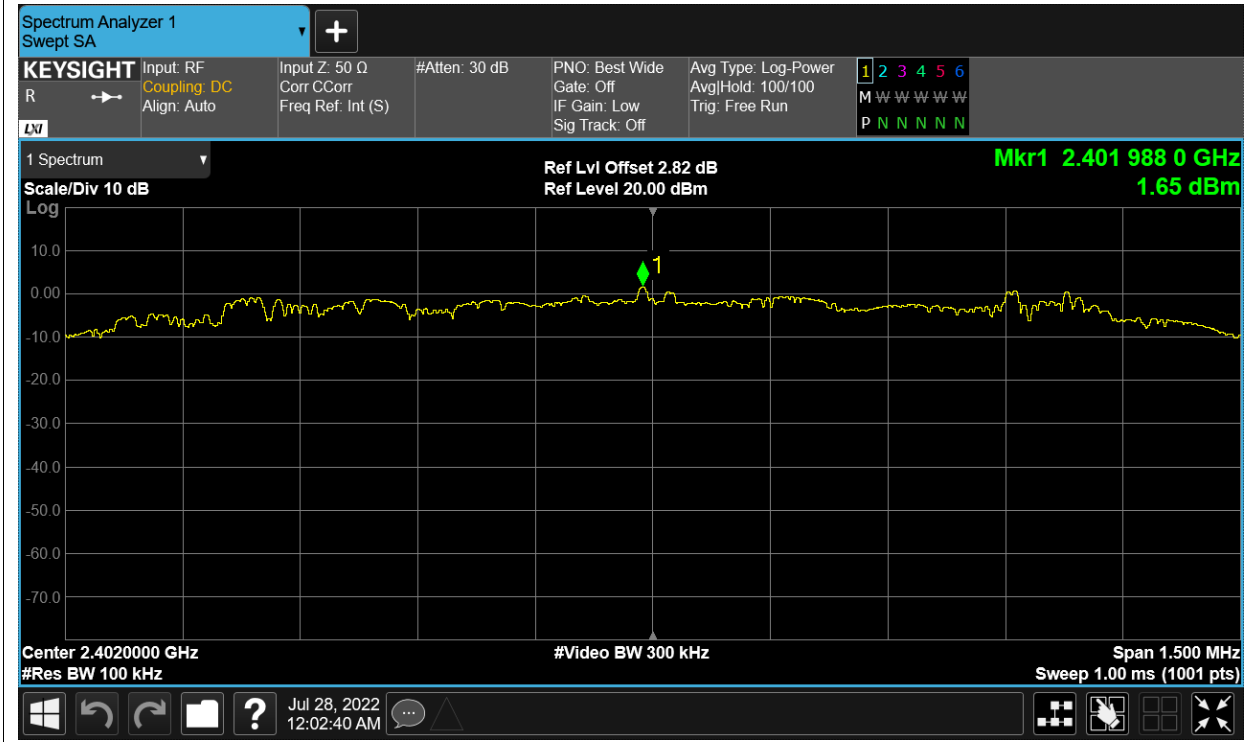 Spectrum Analyzer 1
Swept SA
KEYSIGHT
R
LXI
Input: RF
Coupling: DC
Align: Auto
Input Z: 50 Ω
Corr CCorr
Freq Ref: Int (S)
#Atten: 30 dB
PNO: Best Wide
Gate: Off
IF Gain: Low
Sig Track: Off
Avg Type: Log-Power
Avg|Hold: 100/100
Trig: Free Run
1 2 3 4 5 6
M W W W W W
P N N N N N
1 Spectrum
Scale/Div 10 dB
Log
Ref Lvl Offset 2.82 dB
Ref Level 20.00 dBm
Mkr1 2.401 988 0 GHz
1.65 dBm
1
10.0
0.00
-10.0
-20.0
-30.0
-40.0
-50.0
-60.0
-70.0
Center 2.4020000 GHz
#Res BW 100 kHz
#Video BW 300 kHz
Span 1.500 MHz
Sweep 1.00 ms (1001 pts)
?
Jul 28, 2022
12:02:40 AM